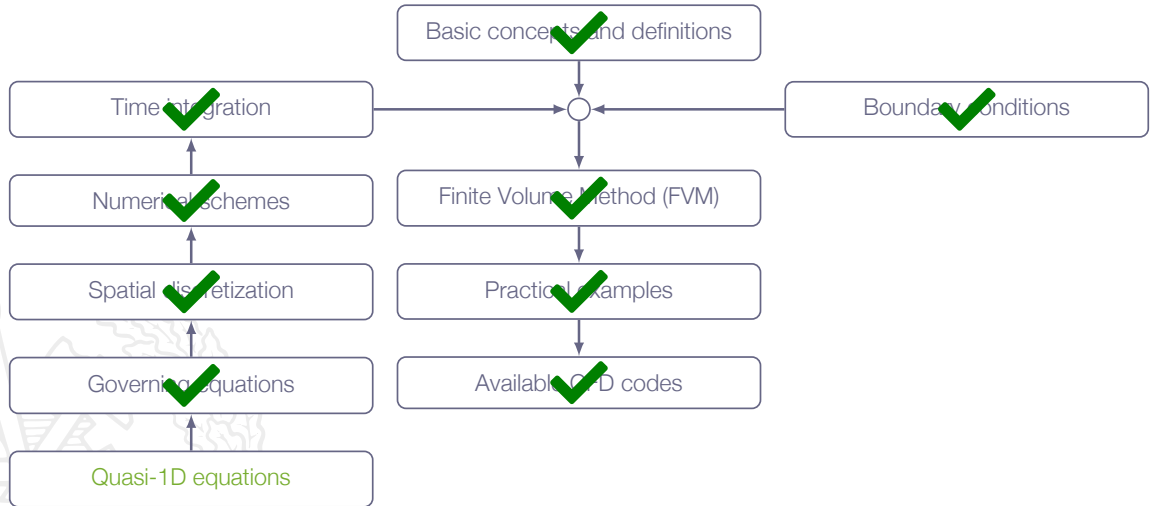 Basic concepts and definitions
Time integration
Boundary conditions
Numerical schemes
Finite Volume Method (FVM)
Spatial discretization
Practical examples
Governing equations
Available CFD codes
Quasi-1D equations